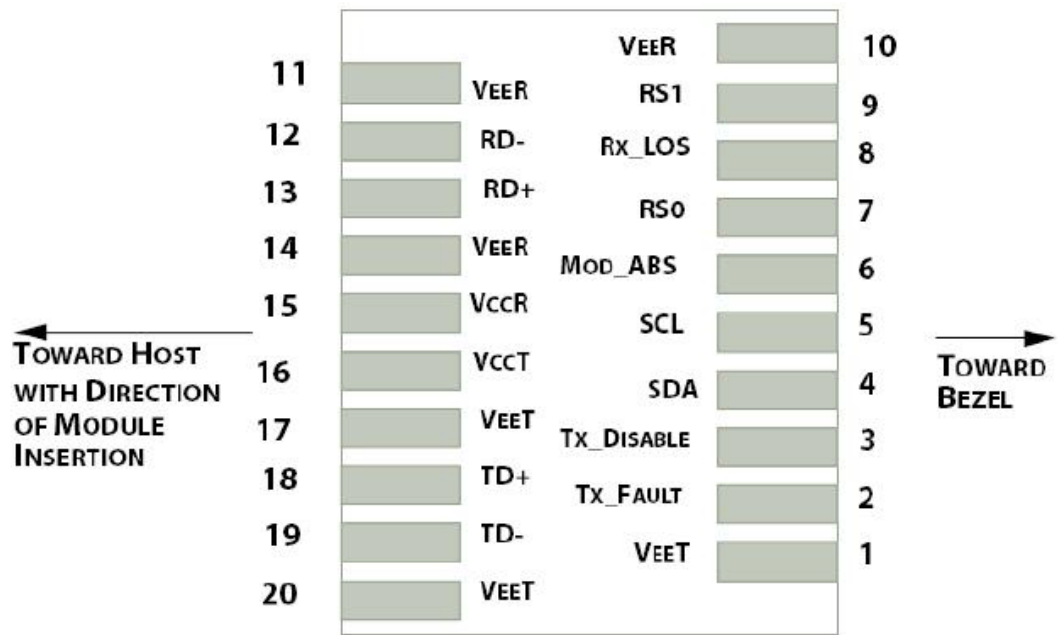 VEER 10
11 VEER
RS1 9
12 RD-
Rx_LOS 8
13 RD+
RS0 7
14 VEER
MOD_ABS 6
15 VCCR
SCL 5
16 VCCT
SDA 4
17 VEET
TX_DISABLE 3
18 TD+
TX_FAULT 2
19 TD-
VEET 1
20 VEET
TOWARD HOST
WITH DIRECTION
OF MODULE
INSERTION
TOWARD
BEZEL